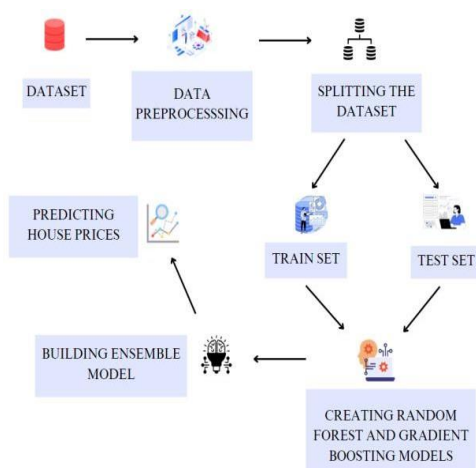 DATASET
DATA
PREPROCESSSING
SPLITTING THE
DATASET
TRAIN SET
TEST SET
CREATING RANDOM
FOREST AND GRADIENT
BOOSTING MODELS
BUILDING ENSEMBLE
MODEL
PREDICTING
HOUSE PRICES